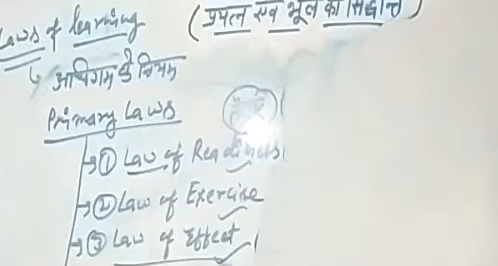 Laws of learning (प्रयत्न एवं भूल का सिद्धान्त)
अधिगम के नियम
Primary Laws
→ ① Law of Readiness
→ ② Law of Exercise
→ ③ Law of Effect